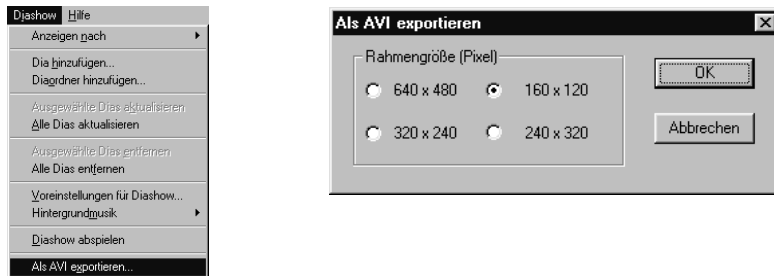 Diashow Hilfe
Anzeigen nach
Dia hinzufügen...
Diaordner hinzufügen...
Ausgewählte Dias aktualisieren
Alle Dias aktualisieren
Ausgewählte Dias entfernen
Alle Dias entfernen
Voreinstellungen für Diashow...
Hintergrundmusik
Diashow abspielen
Als AVI exportieren...
Als AVI exportieren
Rahmengröße (Pixel)
640 x 480 160 x 120
320 x 240 240 x 320
OK
Abbrechen